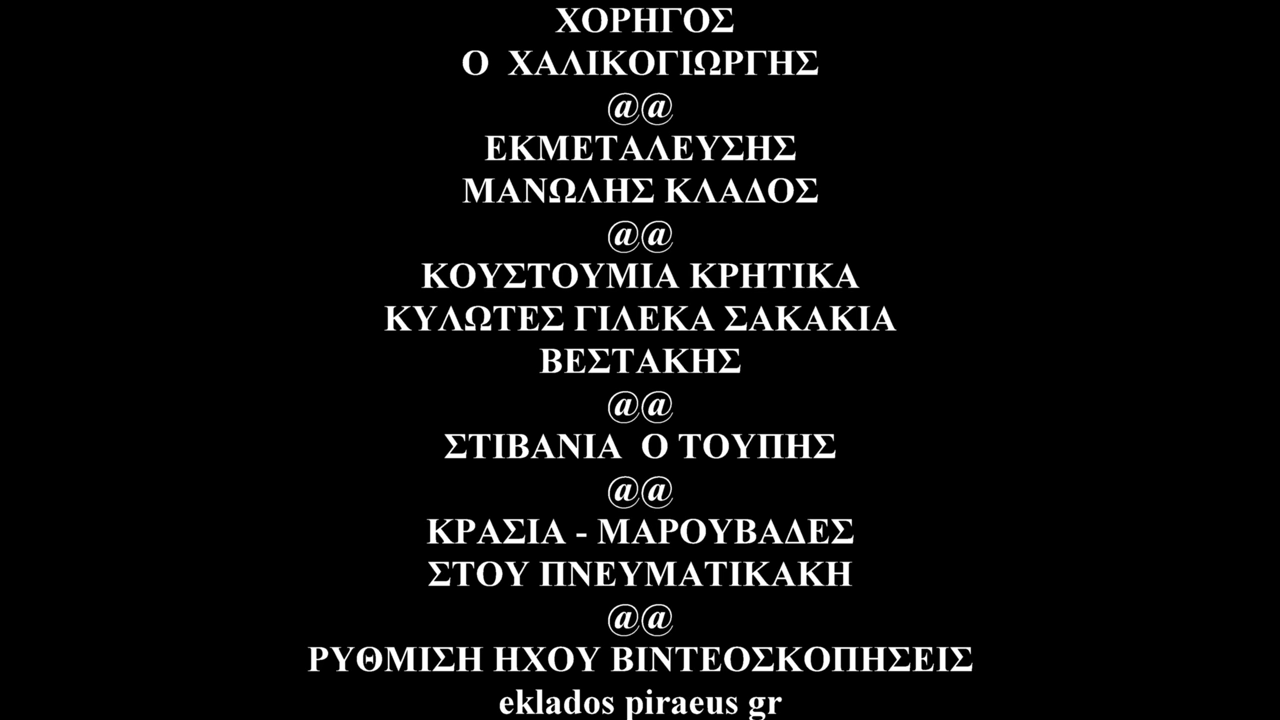 ΧΟΡΗΓΟΣ
Ο ΧΑΛΙΚΟΓΙΩΡΓΗΣ
@@
ΕΚΜΕΤΑΛΕΥΣΗΣ
ΜΑΝΩΛΗΣ ΚΛΑΔΟΣ
@@
ΚΟΥΣΤΟΥΜΙΑ ΚΡΗΤΙΚΑ
ΚΥΛΩΤΕΣ ΓΙΛΕΚΑ ΣΑΚΑΚΙΑ
ΒΕΣΤΑΚΗΣ
@@
ΣΤΙΒΑΝΙΑ Ο ΤΟΥΠΗΣ
@@
ΚΡΑΣΙΑ - ΜΑΡΟΥΒΑΔΕΣ
ΣΤΟΥ ΠΝΕΥΜΑΤΙΚΑΚΗ
@@
ΡΥΘΜΙΣΗ ΗΧΟΥ ΒΙΝΤΕΟΣΚΟΠΗΣΕΙΣ
eklados piraeus gr